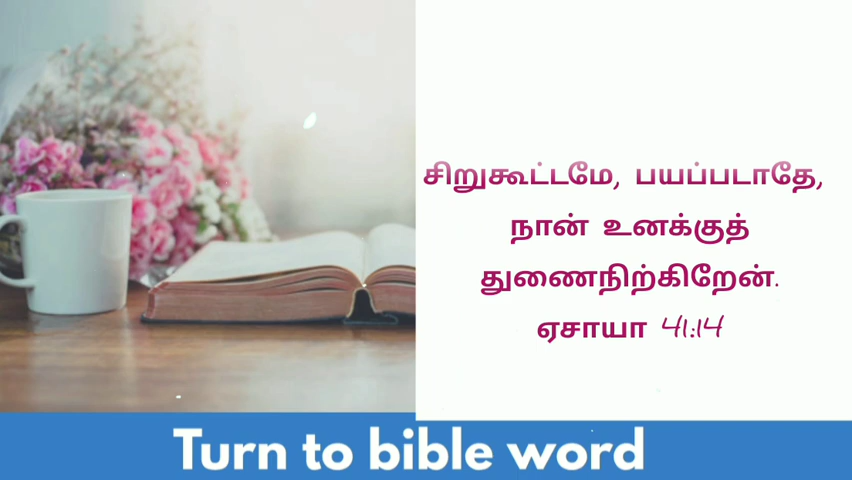 சிறுகூட்டமே, பயப்படாதே,
நான் உனக்குத்
துணைநிற்கிறேன்.
ஏசாயா 41:14
Turn to bible word